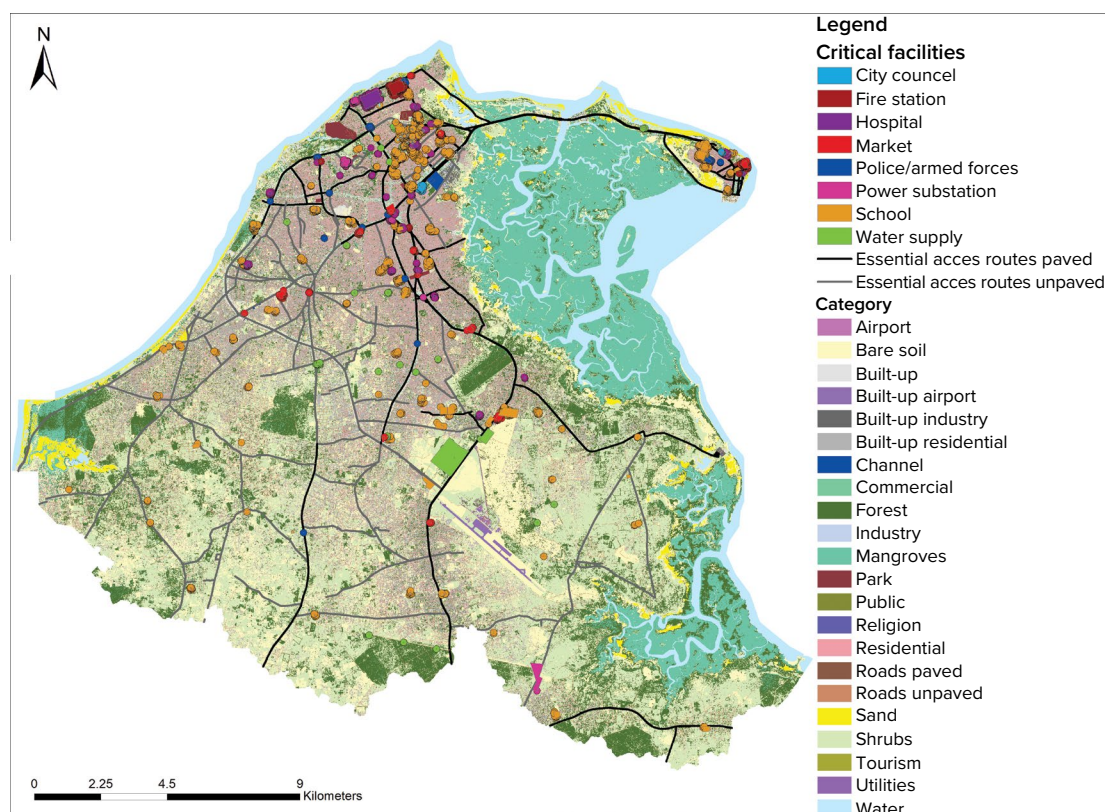 N
Legend
Critical facilities
City councel
Fire station
Hospital
Market
Police/armed forces
Power substation
School
Water supply
Essential acces routes paved
Essential acces routes unpaved
Category
Airport
Bare soil
Built-up
Built-up airport
Built-up industry
Built-up residential
Channel
Commercial
Forest
Industry
Mangroves
Park
Public
Religion
Residential
Roads paved
Roads unpaved
Sand
Shrubs
Tourism
Utilities
Water
0 2.25 4.5 9
Kilometers